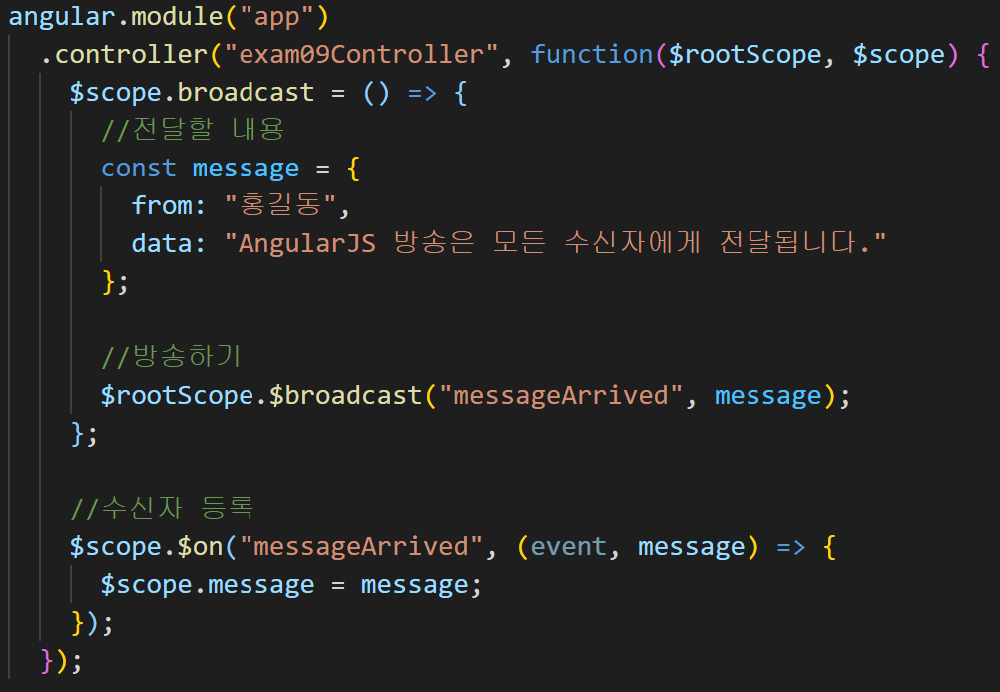 angular.module("app")
  .controller("exam09Controller", function($rootScope, $scope) {
    $scope.broadcast = () => {
      //전달할 내용
      const message = {
        from: "홍길동",
        data: "AngularJS 방송은 모든 수신자에게 전달됩니다."
      };

      //방송하기
      $rootScope.$broadcast("messageArrived", message);
    };

    //수신자 등록
    $scope.$on("messageArrived", (event, message) => {
      $scope.message = message;
    });
  });